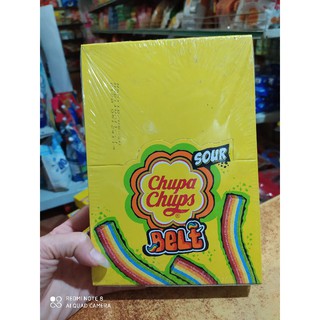 SOUR
Chupa
Chups
BELT
REDMI NOTE 8
AI QUAD CAMERA